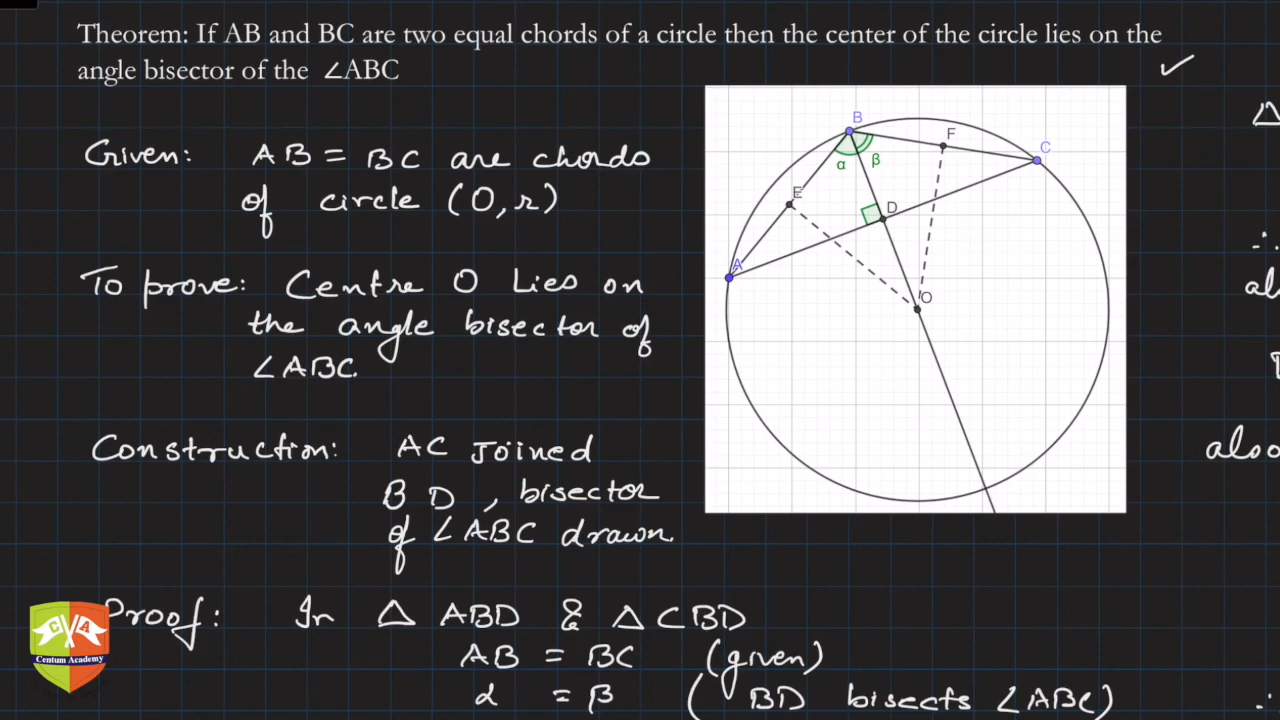 Theorem: If AB and BC are two equal chords of a circle then the center of the circle lies on the
angle bisector of the ∠ABC
✓
Given: AB = BC are chords
of circle (O, r)
To prove: Centre O Lies on
the angle bisector of
∠ABC.
Construction: AC Joined
BD, bisector
of ∠ABC drawn.
Proof: In △ ABD & △ CBD
AB = BC (given)
α = β ( BD bisects ∠ABC)
B
F
C
α
β
E
D
A
O
△
∴
al
also
∴
C A
Centum Academy